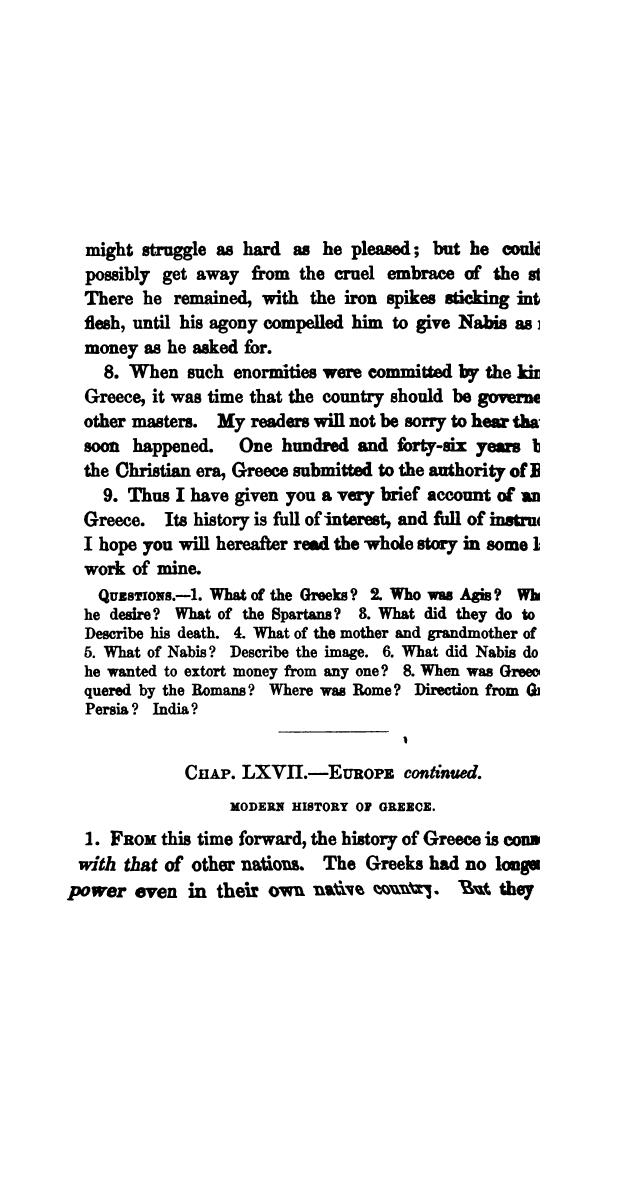 might struggle as hard as he pleased; but he could
possibly get away from the cruel embrace of the st
There he remained, with the iron spikes sticking int
flesh, until his agony compelled him to give Nabis as
money as he asked for.
8. When such enormities were committed by the kin
Greece, it was time that the country should be governe
other masters. My readers will not be sorry to hear tha
soon happened. One hundred and forty-six years b
the Christian era, Greece submitted to the authority of R
9. Thus I have given you a very brief account of an
Greece. Its history is full of interest, and full of instru
I hope you will hereafter read the whole story in some l
work of mine.
QUESTIONS.—1. What of the Greeks? 2. Who was Agis? Wh
he desire? What of the Spartans? 3. What did they do to
Describe his death. 4. What of the mother and grandmother of
5. What of Nabis? Describe the image. 6. What did Nabis do
he wanted to extort money from any one? 8. When was Greec
quered by the Romans? Where was Rome? Direction from Gr
Persia? India?
CHAP. LXVII.—EUROPE continued.
MODERN HISTORY OF GREECE.
1. FROM this time forward, the history of Greece is conn
with that of other nations. The Greeks had no longer
power even in their own native country. But they